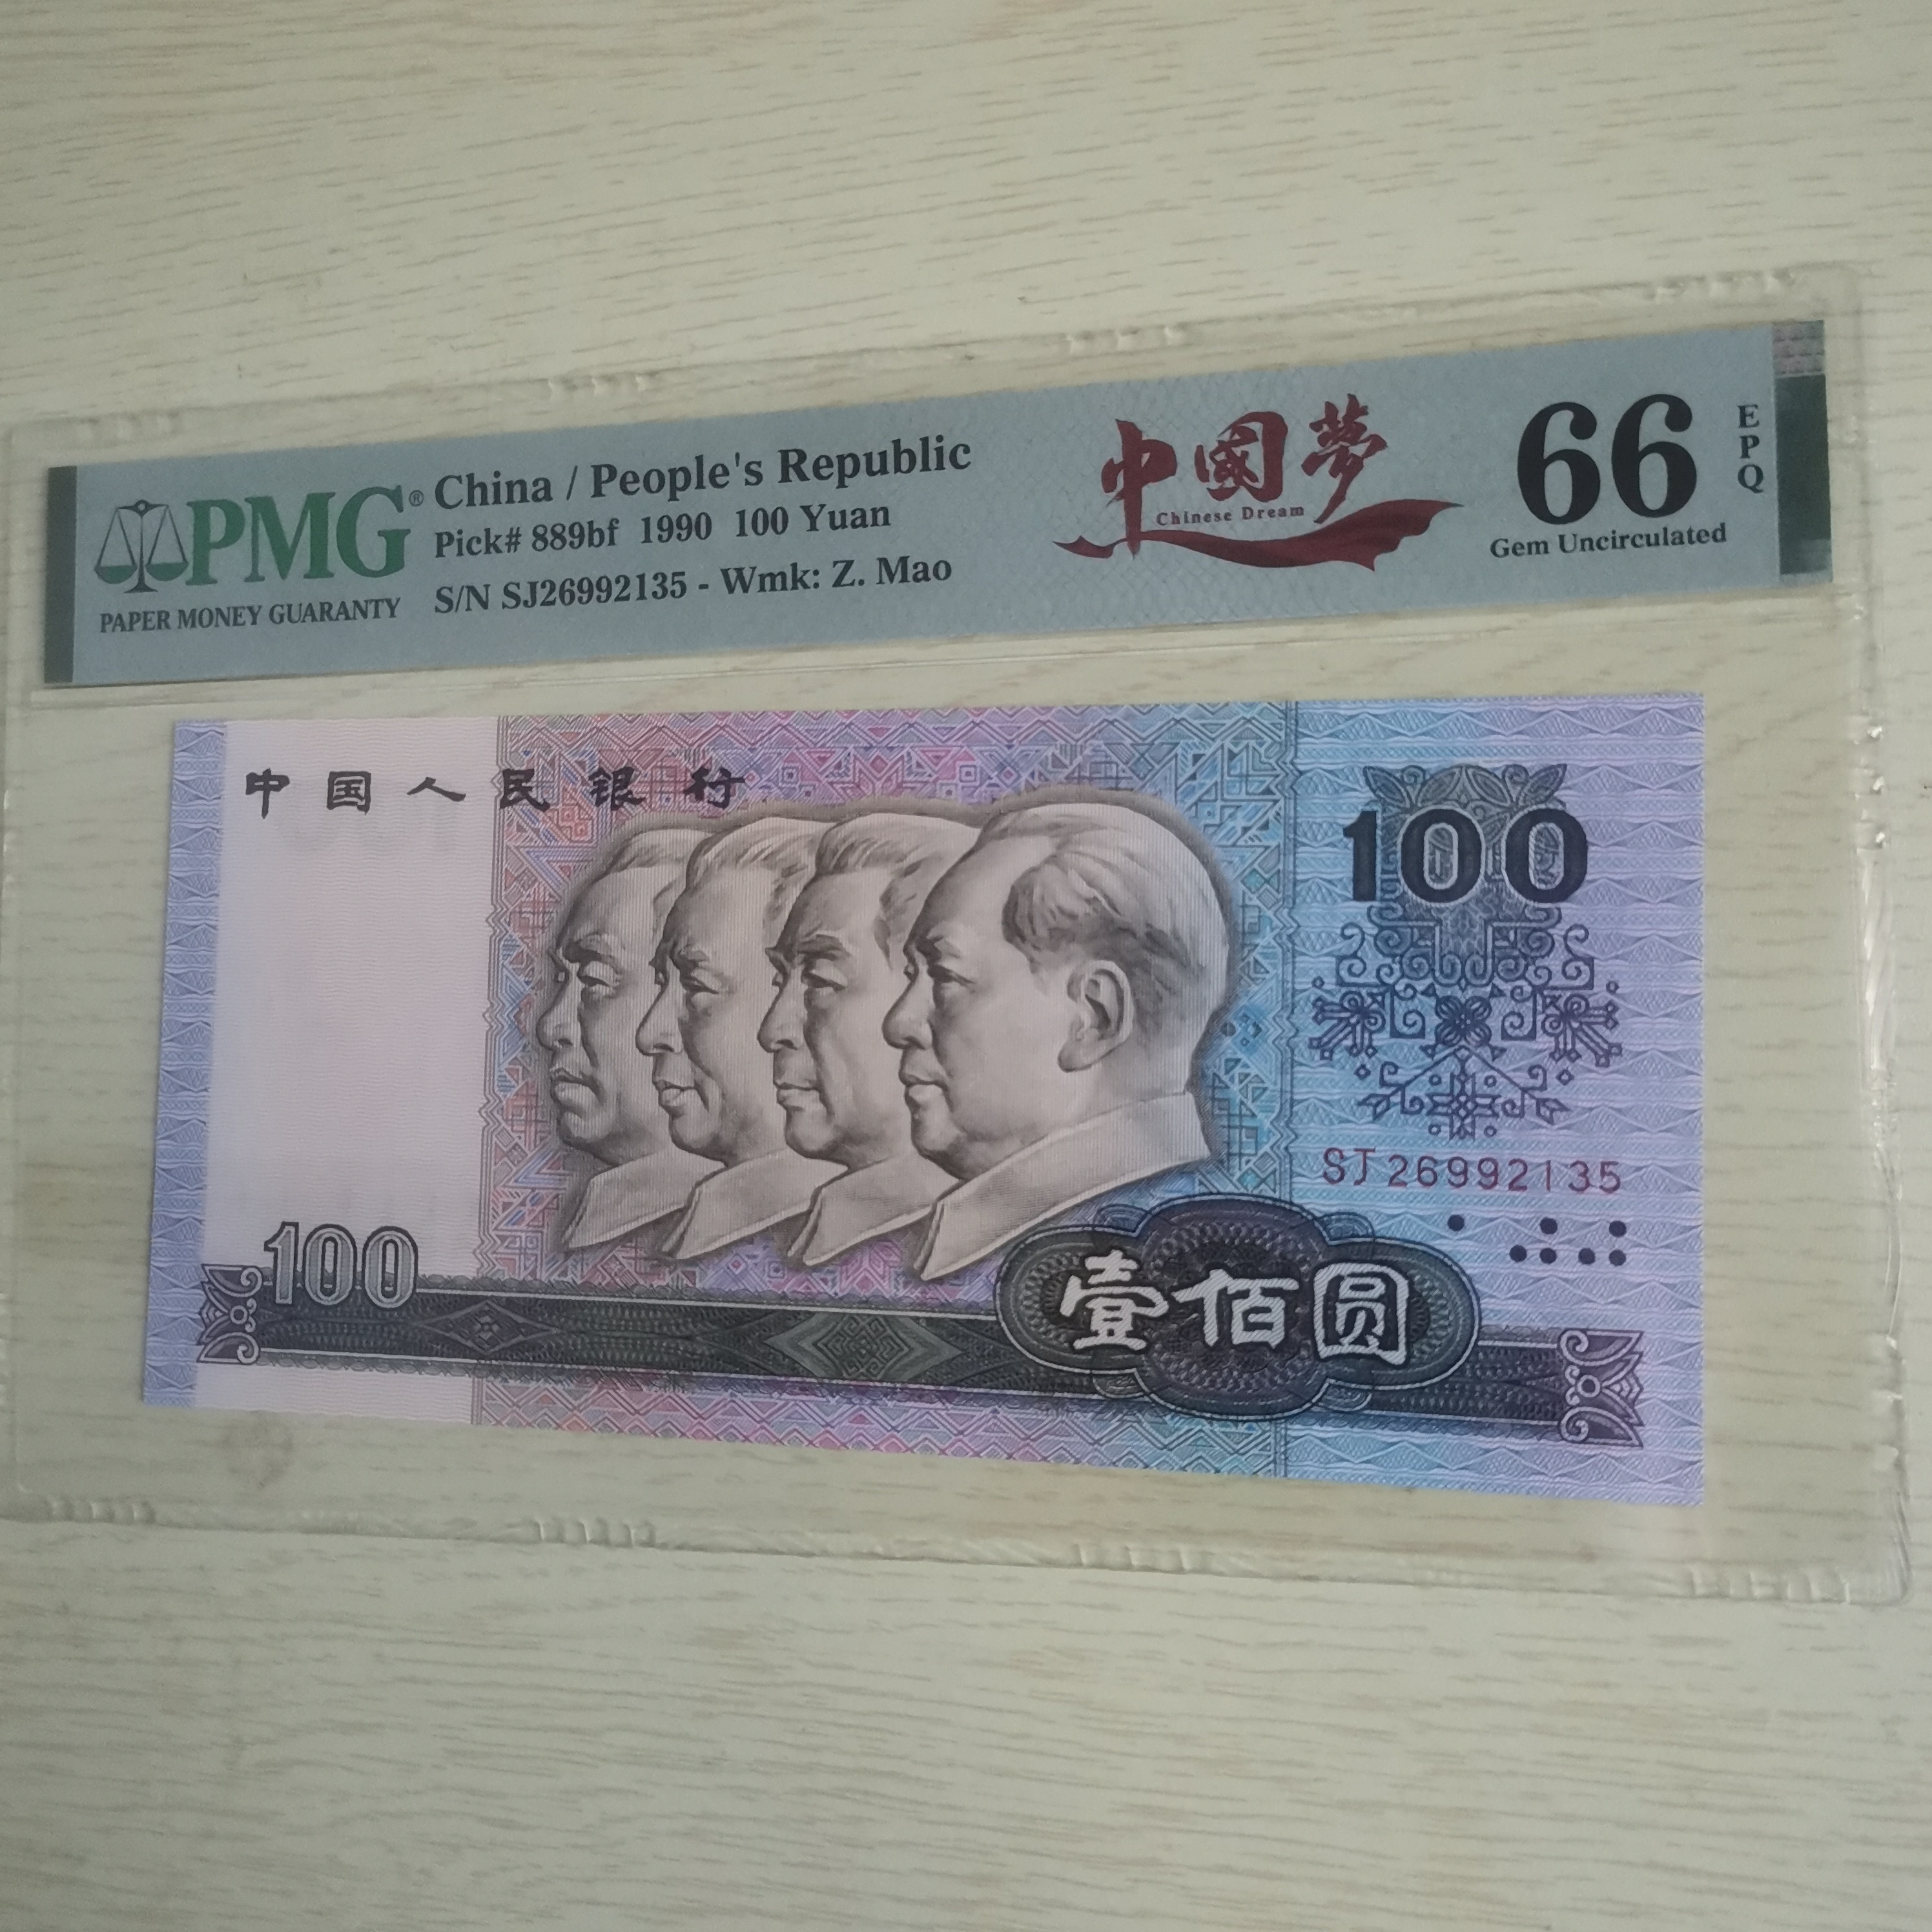 PMG® China / People's Republic
Pick# 889bf 1990 100 Yuan
S/N SJ26992135 - Wmk: Z. Mao
PAPER MONEY GUARANTY
中國夢
Chinese Dream
66
EPQ
Gem Uncirculated
中国人民银行
100
SJ26992135
100
壹佰圆